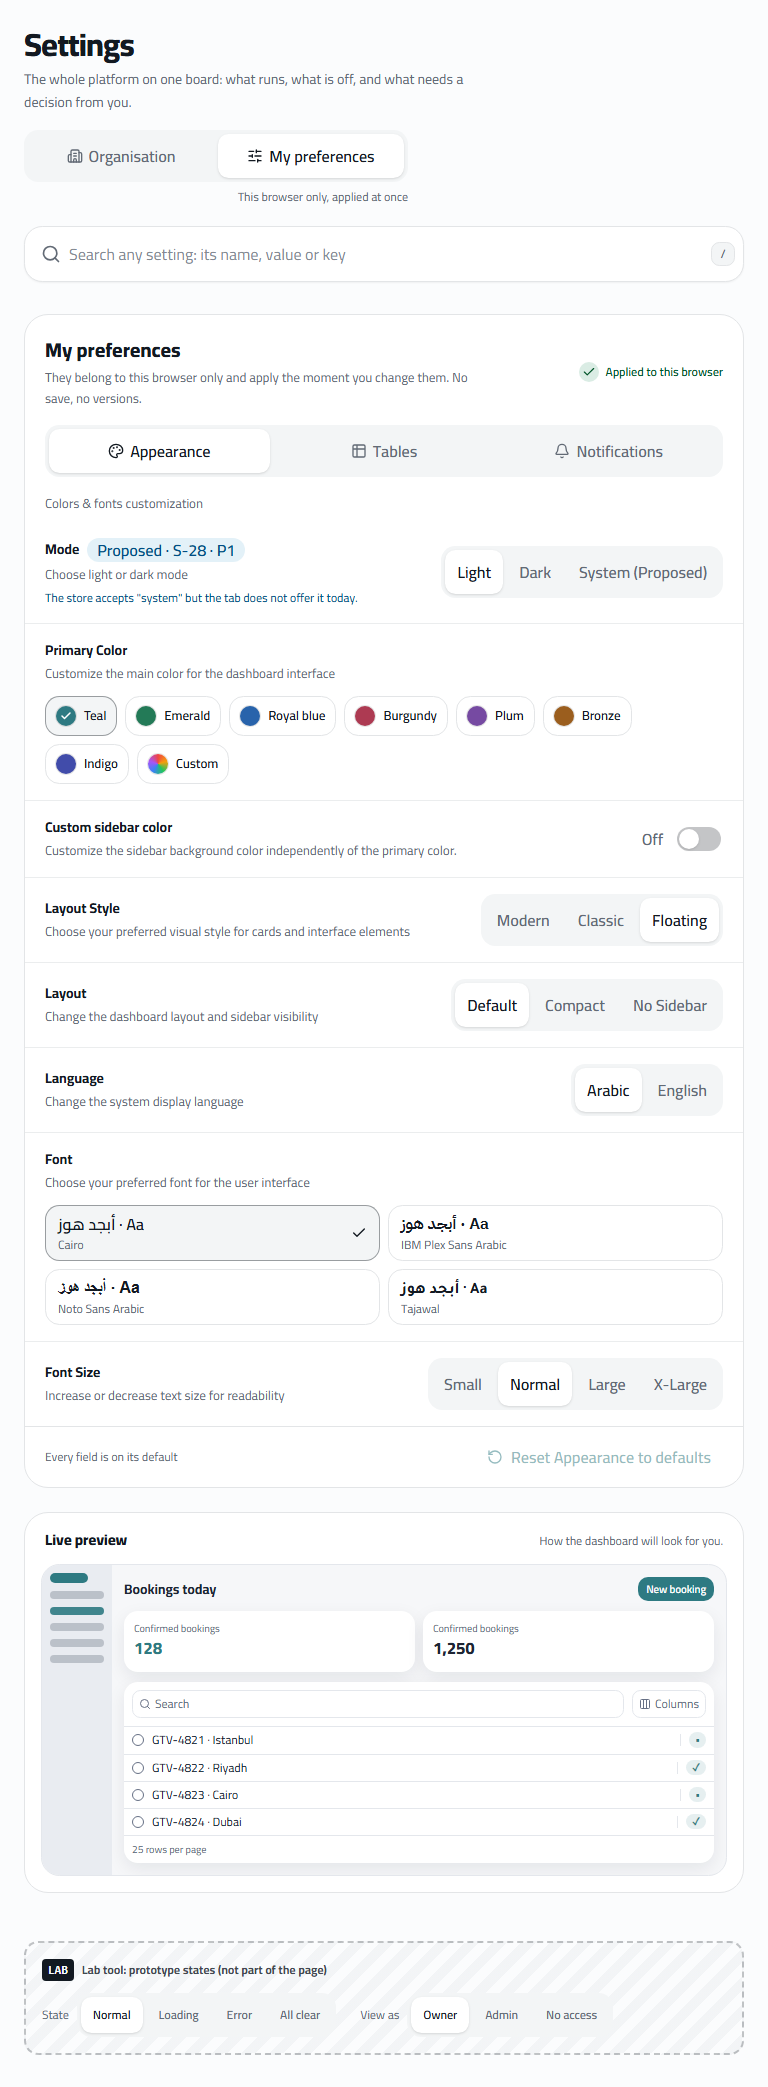 Settings
The whole platform on one board: what runs, what is off, and what needs a
decision from you.
Organisation
My preferences
This browser only, applied at once
Search any setting: its name, value or key
/
My preferences
They belong to this browser only and apply the moment you change them. No
save, no versions.
Applied to this browser
Appearance
Tables
Notifications
Colors & fonts customization
Mode
Proposed · S-28 · P1
Choose light or dark mode
The store accepts "system" but the tab does not offer it today.
Light
Dark
System (Proposed)
Primary Color
Customize the main color for the dashboard interface
Teal
Emerald
Royal blue
Burgundy
Plum
Bronze
Indigo
Custom
Custom sidebar color
Customize the sidebar background color independently of the primary color.
Off
Layout Style
Choose your preferred visual style for cards and interface elements
Modern
Classic
Floating
Layout
Change the dashboard layout and sidebar visibility
Default
Compact
No Sidebar
Language
Change the system display language
Arabic
English
Font
Choose your preferred font for the user interface
أبجد هوز · Aa
Cairo
أبجد هوز · Aa
IBM Plex Sans Arabic
أبجد هوز · Aa
Noto Sans Arabic
أبجد هوز · Aa
Tajawal
Font Size
Increase or decrease text size for readability
Small
Normal
Large
X-Large
Every field is on its default
Reset Appearance to defaults
Live preview
How the dashboard will look for you.
Bookings today
New booking
Confirmed bookings
128
Confirmed bookings
1,250
Search
Columns
GTV-4821 · Istanbul
GTV-4822 · Riyadh
GTV-4823 · Cairo
GTV-4824 · Dubai
25 rows per page
LAB
Lab tool: prototype states (not part of the page)
State
Normal
Loading
Error
All clear
View as
Owner
Admin
No access